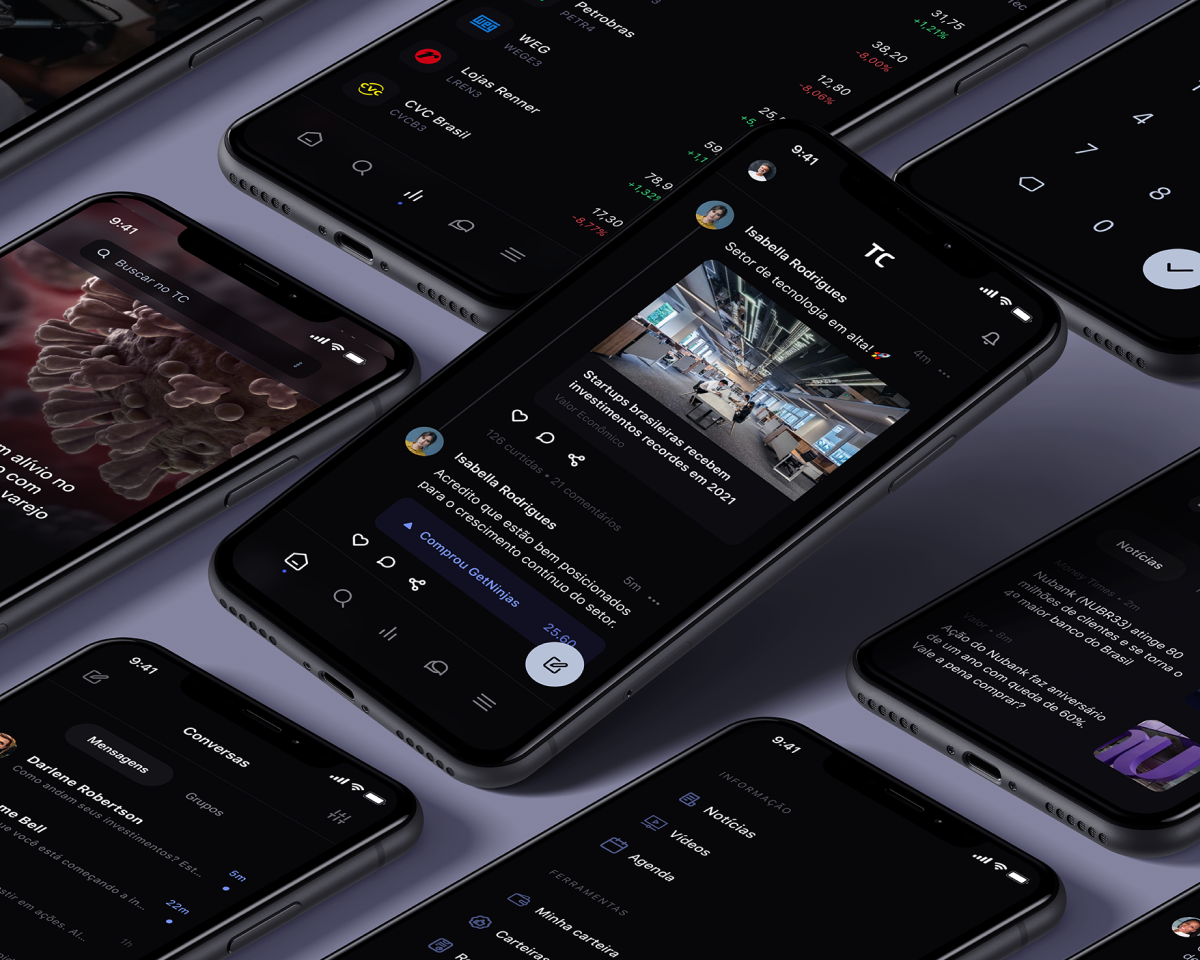 Petrobras
PETR4
31,75
+1,21%
WEG
WEGE3
38,20
-8,00%
Lojas Renner
LREN3
12,80
-8,06%
CVC Brasil
CVCB3
25,
+5,
59
+1,1
78,9
+1,32%
17,30
-8,77%
4
7
8
0
9:41
Buscar no TC
m alívio no
o com
varejo
9:41
TC
Isabella Rodrigues
4m
Setor de tecnologia em alta! 🚀
Startups brasileiras recebem
investimentos recordes em 2021
Valor Econômico
126 curtidas • 21 comentários
Isabella Rodrigues
5m
Acredito que estão bem posicionados
para o crescimento contínuo do setor.
Comprou GetNinjas
25,60
Notícias
Money Times • 2m
Nubank (NUBR33) atinge 80
milhões de clientes e se torna o
4º maior banco do Brasil
Valor • 8m
Ação do Nubank faz aniversário
de um ano com queda de 60%.
Vale a pena comprar?
9:41
Conversas
Mensagens
Grupos
Darlene Robertson
Como andam seus investimentos? Est...
5m
me Bell
que você está começando a in...
22m
estir em ações. Al...
1h
9:41
INFORMAÇÃO
Notícias
Vídeos
Agenda
FERRAMENTAS
Minha carteira
Carteiras